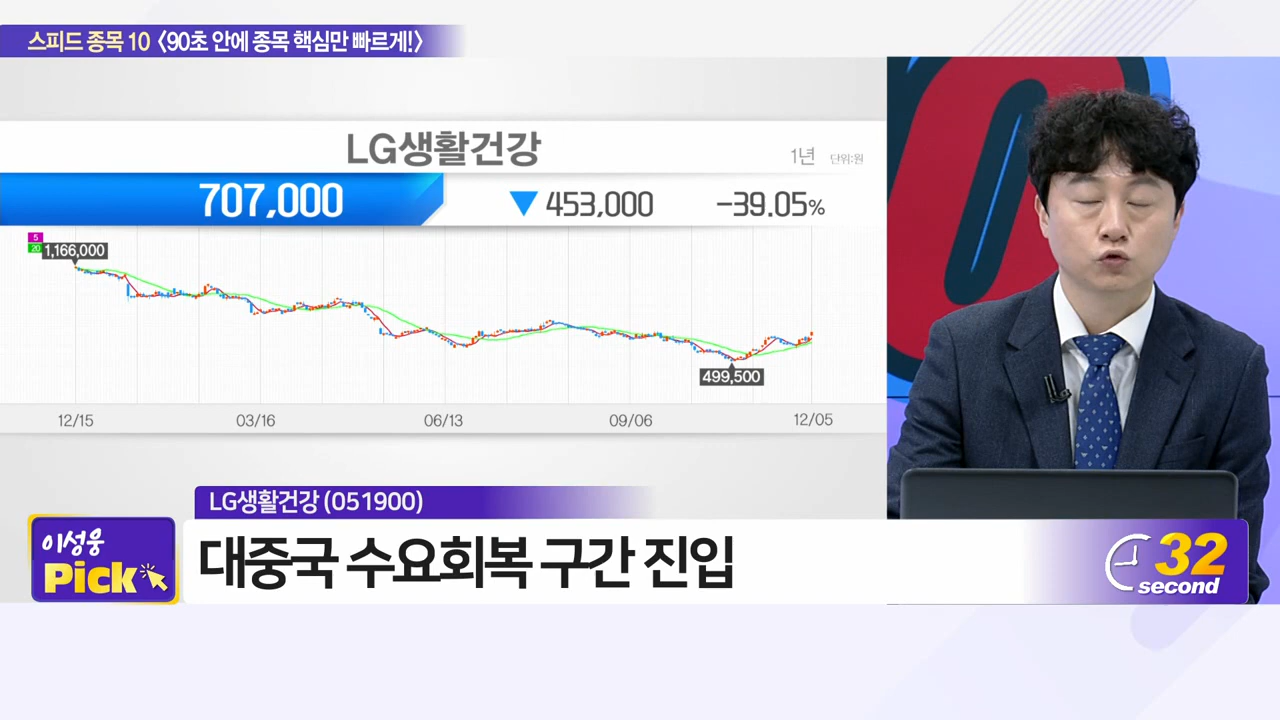 스피드 종목 10 〈90초 안에 종목 핵심만 빠르게!〉
LG생활건강
1년 단위:원
707,000 ▼ 453,000 -39.05%
5
20
1,166,000
499,500
12/15 03/16 06/13 09/06 12/05
LG생활건강 (051900)
이성웅
Pick
대중국 수요회복 구간 진입
32
second